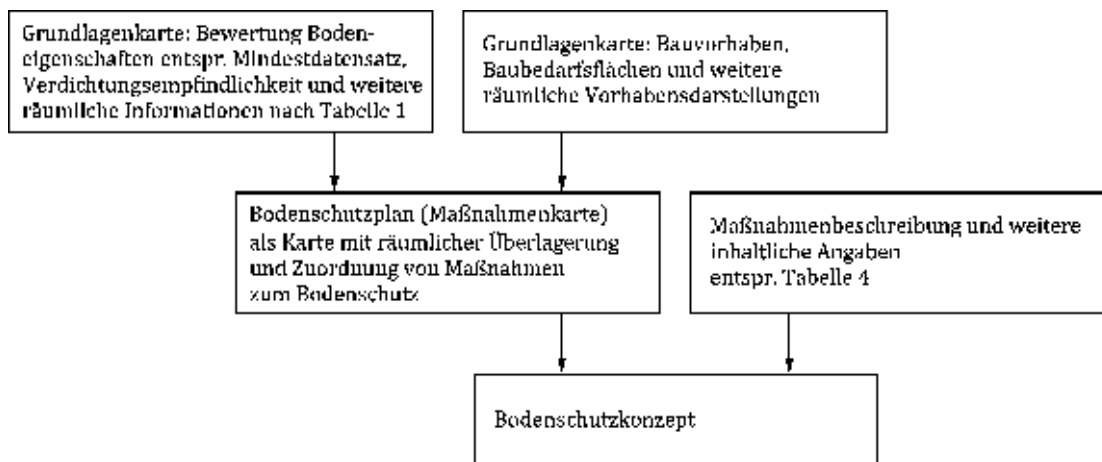 Grundlagenkarte: Bewertung Boden-
eigenschaften entspr. Mindestdatensatz,
Verdichtungsempfindlichkeit und weitere
räumliche Informationen nach Tabelle 1
Grundlagenkarte: Bauvorhaben,
Baubedarfsflächen und weitere
räumliche Vorhabensdarstellungen
Bodenschutzplan (Maßnahmenkarte)
als Karte mit räumlicher Überlagerung
und Zuordnung von Maßnahmen
zum Bodenschutz
Maßnahmenbeschreibung und weitere
inhaltliche Angaben
entspr. Tabelle 4
Bodenschutzkonzept